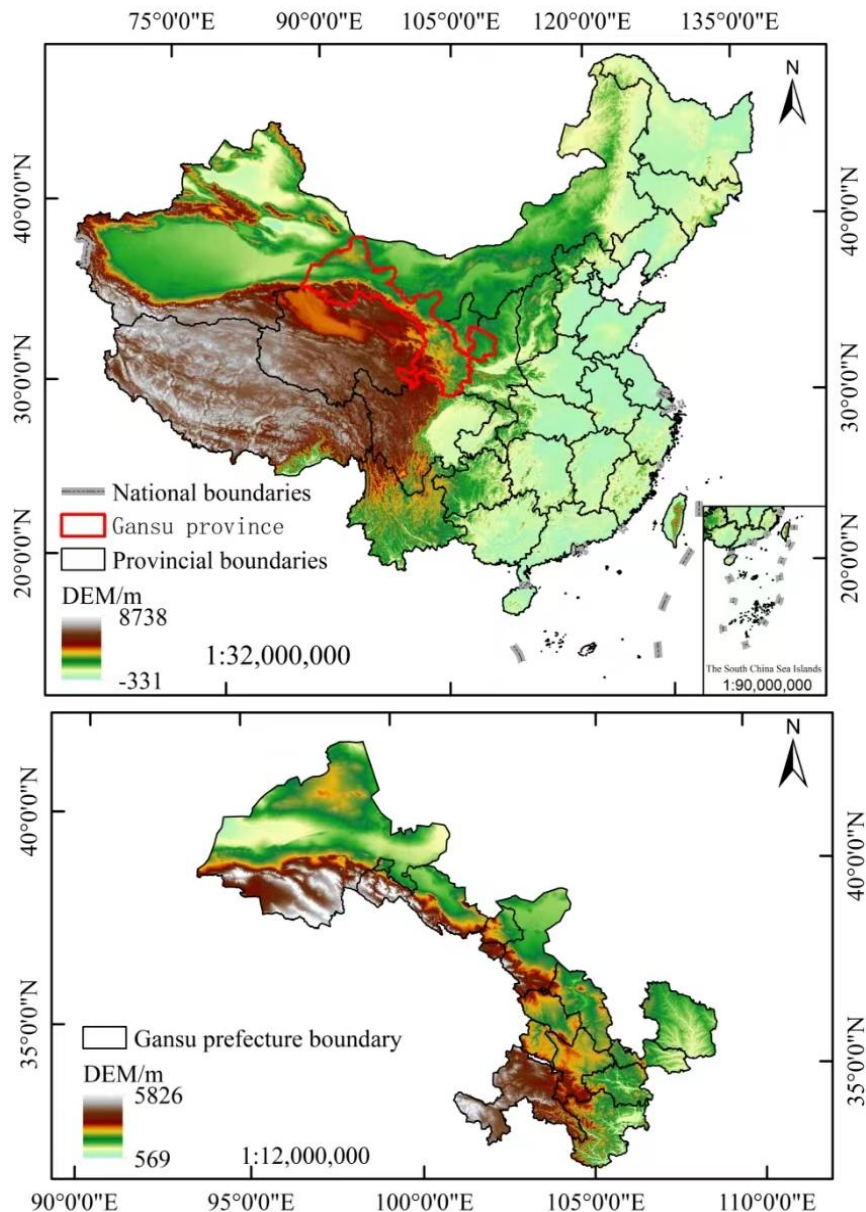 75°0'0"E 90°0'0"E 105°0'0"E 120°0'0"E 135°0'0"E
N
40°0'0"N
40°0'0"N
30°0'0"N
30°0'0"N
20°0'0"N
20°0'0"N
National boundaries
Gansu province
Provincial boundaries
DEM/m
8738
-331
1:32,000,000
The South China Sea Islands
1:90,000,000
N
40°0'0"N
40°0'0"N
35°0'0"N
35°0'0"N
Gansu prefecture boundary
DEM/m
5826
569
1:12,000,000
90°0'0"E 95°0'0"E 100°0'0"E 105°0'0"E 110°0'0"E